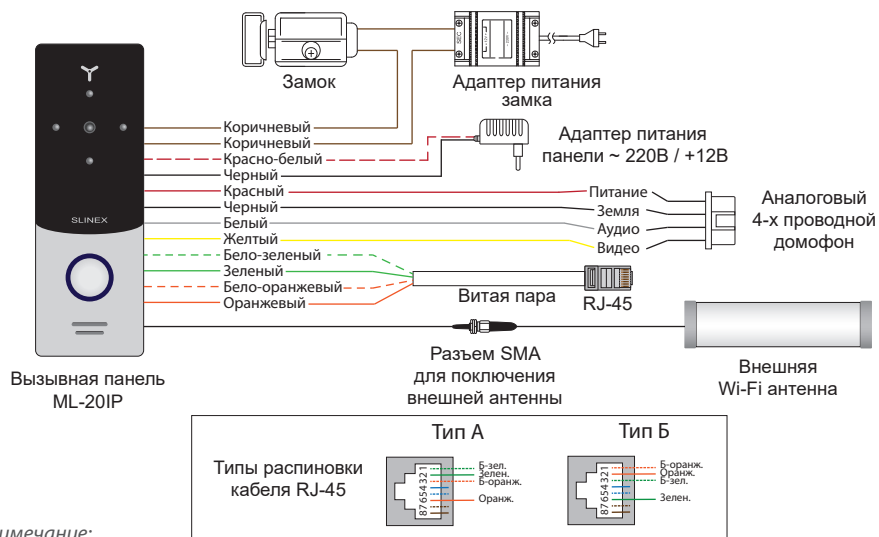 Замок
SEC
Адаптер питания
замка
Коричневый
Коричневый
Красно-белый
Черный
Адаптер питания
панели ~ 220В / +12В
Красный
Черный
Белый
Желтый
Питание
Земля
Аудио
Видео
Аналоговый
4-х проводной
домофон
SLINEX
Бело-зеленый
Зеленый
Бело-оранжевый
Оранжевый
Витая пара
RJ-45
Вызывная панель
ML-20IP
Разъем SMA
для поключения
внешней антенны
Внешняя
Wi-Fi антенна
Типы распиновки
кабеля RJ-45
Тип А
87654321
Б-зел.
Зелен.
Б-оранж.
Оранж.
Тип Б
87654321
Б-оранж.
Оранж.
Б-зел.
Зелен.
имечание: